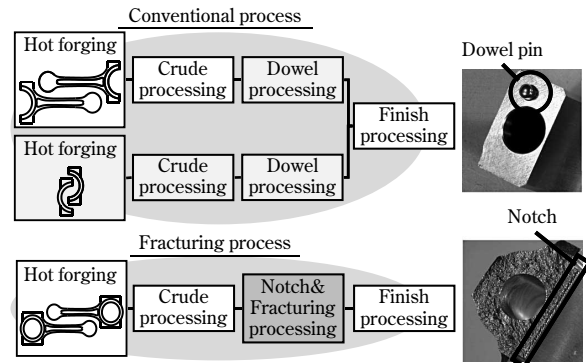 Conventional process
Hot forging
Crude
processing
Dowel
processing
Finish
processing
Hot forging
Crude
processing
Dowel
processing
Dowel pin
Fracturing process
Hot forging
Crude
processing
Notch&
Fracturing
processing
Finish
processing
Notch